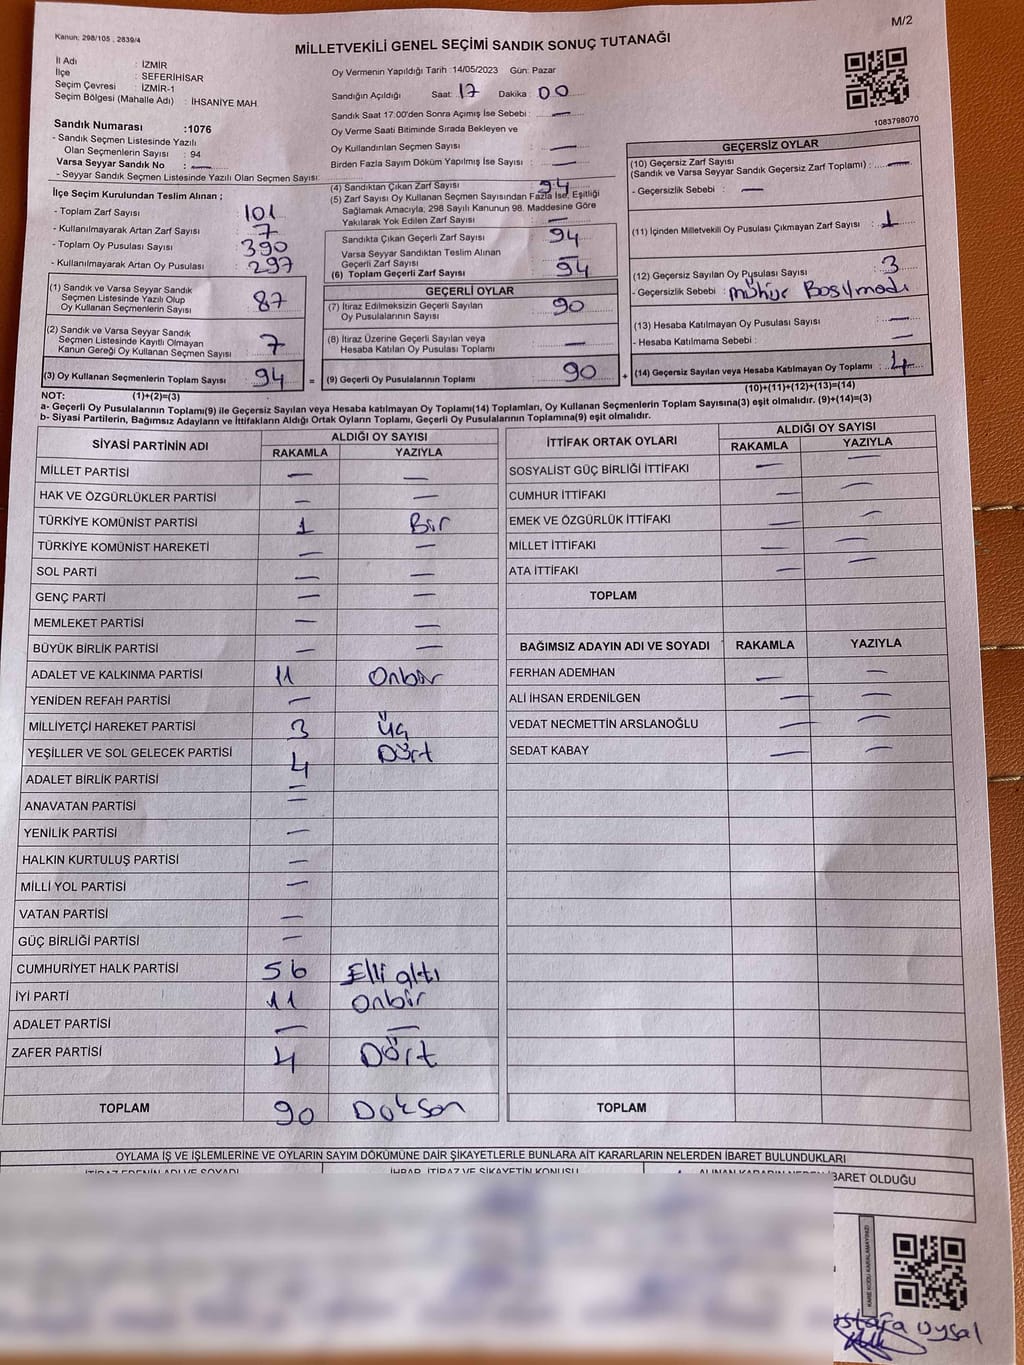 M/2
Kanun: 298/105 , 2839/4
MİLLETVEKİLİ GENEL SEÇİMİ SANDIK SONUÇ TUTANAĞI
İl Adı : İZMİR
İlçe : SEFERİHİSAR
Seçim Çevresi : İZMİR-1
Seçim Bölgesi (Mahalle Adı) : İHSANİYE MAH.
Sandık Numarası :1076
- Sandık Seçmen Listesinde Yazılı
Olan Seçmenlerin Sayısı : 94
Varsa Seyyar Sandık No : —
- Seyyar Sandık Seçmen Listesinde Yazılı Olan Seçmen Sayısı:
Oy Vermenin Yapıldığı Tarih :14/05/2023 Gün: Pazar
Sandığın Açıldığı Saat: 17 Dakika : 00
Sandık Saat 17:00'den Sonra Açımış İse Sebebi : —
Oy Verme Saati Bitiminde Sırada Bekleyen ve
Oy Kullandırılan Seçmen Sayısı : —
Birden Fazla Sayım Döküm Yapılmış İse Sayısı : —
1083798070
İlçe Seçim Kurulundan Teslim Alınan ;
- Toplam Zarf Sayısı : 101
- Kullanılmayarak Artan Zarf Sayısı : 7
- Toplam Oy Pusulası Sayısı : 390
- Kullanılmayarak Artan Oy Pusulası : 297
(1) Sandık ve Varsa Seyyar Sandık
Seçmen Listesinde Yazılı Olup
Oy Kullanan Seçmenlerin Sayısı : 87
(2) Sandık ve Varsa Seyyar Sandık
Seçmen Listesinde Kayıtlı Olmayan
Kanun Gereği Oy Kullanan Seçmen Sayısı : 7
(3) Oy Kullanan Seçmenlerin Toplam Sayısı : 94
(4) Sandıktan Çıkan Zarf Sayısı : 94
(5) Zarf Sayısı Oy Kullanan Seçmen Sayısından Fazla İse, Eşitliği
Sağlamak Amacıyla, 298 Sayılı Kanunun 98. Maddesine Göre
Yakılarak Yok Edilen Zarf Sayısı : —
Sandıkta Çıkan Geçerli Zarf Sayısı : 94
Varsa Seyyar Sandıktan Teslim Alınan
Geçerli Zarf Sayısı : —
(6) Toplam Geçerli Zarf Sayısı : 94
GEÇERLİ OYLAR
(7) İtiraz Edilmeksizin Geçerli Sayılan
Oy Pusulalarının Sayısı : 90
(8) İtiraz Üzerine Geçerli Sayılan veya
Hesaba Katılan Oy Pusulası Toplamı : —
= (9) Geçerli Oy Pusulalarının Toplamı : 90
GEÇERSİZ OYLAR
(10) Geçersiz Zarf Sayısı
(Sandık ve Varsa Seyyar Sandık Geçersiz Zarf Toplamı) : —
- Geçersizlik Sebebi : —
(11) İçinden Milletvekili Oy Pusulası Çıkmayan Zarf Sayısı : 1
(12) Geçersiz Sayılan Oy Pusulası Sayısı : 3
- Geçersizlik Sebebi : mühür Basılmadı
(13) Hesaba Katılmayan Oy Pusulası Sayısı : —
- Hesaba Katılmama Sebebi : —
+ (14) Geçersiz Sayılan veya Hesaba Katılmayan Oy Toplamı : 4
NOT: (1)+(2)=(3)
(10)+(11)+(12)+(13)=(14)
a- Geçerli Oy Pusulalarının Toplamı(9) ile Geçersiz Sayılan veya Hesaba katılmayan Oy Toplamı(14) Toplamları, Oy Kullanan Seçmenlerin Toplam Sayısına(3) eşit olmalıdır. (9)+(14)=(3)
b- Siyasi Partilerin, Bağımsız Adayların ve İttifakların Aldığı Ortak Oyların Toplamı, Geçerli Oy Pusulalarının Toplamına(9) eşit olmalıdır.
SİYASİ PARTİNİN ADI ALDIĞI OY SAYISI
RAKAMLA YAZIYLA
MİLLET PARTİSİ — —
HAK VE ÖZGÜRLÜKLER PARTİSİ — —
TÜRKİYE KOMÜNİST PARTİSİ 1 Bir
TÜRKİYE KOMÜNİST HAREKETİ — —
SOL PARTİ — —
GENÇ PARTİ — —
MEMLEKET PARTİSİ — —
BÜYÜK BİRLİK PARTİSİ — —
ADALET VE KALKINMA PARTİSİ 11 Onbir
YENİDEN REFAH PARTİSİ —
MİLLİYETÇİ HAREKET PARTİSİ 3 Üç
YEŞİLLER VE SOL GELECEK PARTİSİ 4 Dört
ADALET BİRLİK PARTİSİ —
ANAVATAN PARTİSİ —
YENİLİK PARTİSİ —
HALKIN KURTULUŞ PARTİSİ —
MİLLİ YOL PARTİSİ —
VATAN PARTİSİ —
GÜÇ BİRLİĞİ PARTİSİ —
CUMHURİYET HALK PARTİSİ 56 Elli altı
İYİ PARTİ 11 Onbir
ADALET PARTİSİ — —
ZAFER PARTİSİ 4 Dört
TOPLAM 90 Doksan
İTTİFAK ORTAK OYLARI ALDIĞI OY SAYISI
RAKAMLA YAZIYLA
SOSYALİST GÜÇ BİRLİĞİ İTTİFAKI — —
CUMHUR İTTİFAKI — —
EMEK VE ÖZGÜRLÜK İTTİFAKI — —
MİLLET İTTİFAKI — —
ATA İTTİFAKI — —
TOPLAM
BAĞIMSIZ ADAYIN ADI VE SOYADI RAKAMLA YAZIYLA
FERHAN ADEMHAN — —
ALİ İHSAN ERDENİLGEN — —
VEDAT NECMETTİN ARSLANOĞLU — —
SEDAT KABAY — —
TOPLAM
OYLAMA İŞ VE İŞLEMLERİNE VE OYLARIN SAYIM DÖKÜMÜNE DAİR ŞİKAYETLERLE BUNLARA AİT KARARLARIN NELERDEN İBARET BULUNDUKLARI
İTİRAZ EDENİN ADI VE SOYADI İHBAR, İTİRAZ VE ŞİKAYETİN KONUSU ALINAN KARARIN NEDEN İBARET OLDUĞU
KARE KODU KARALAMAYINIZ!
Uysal